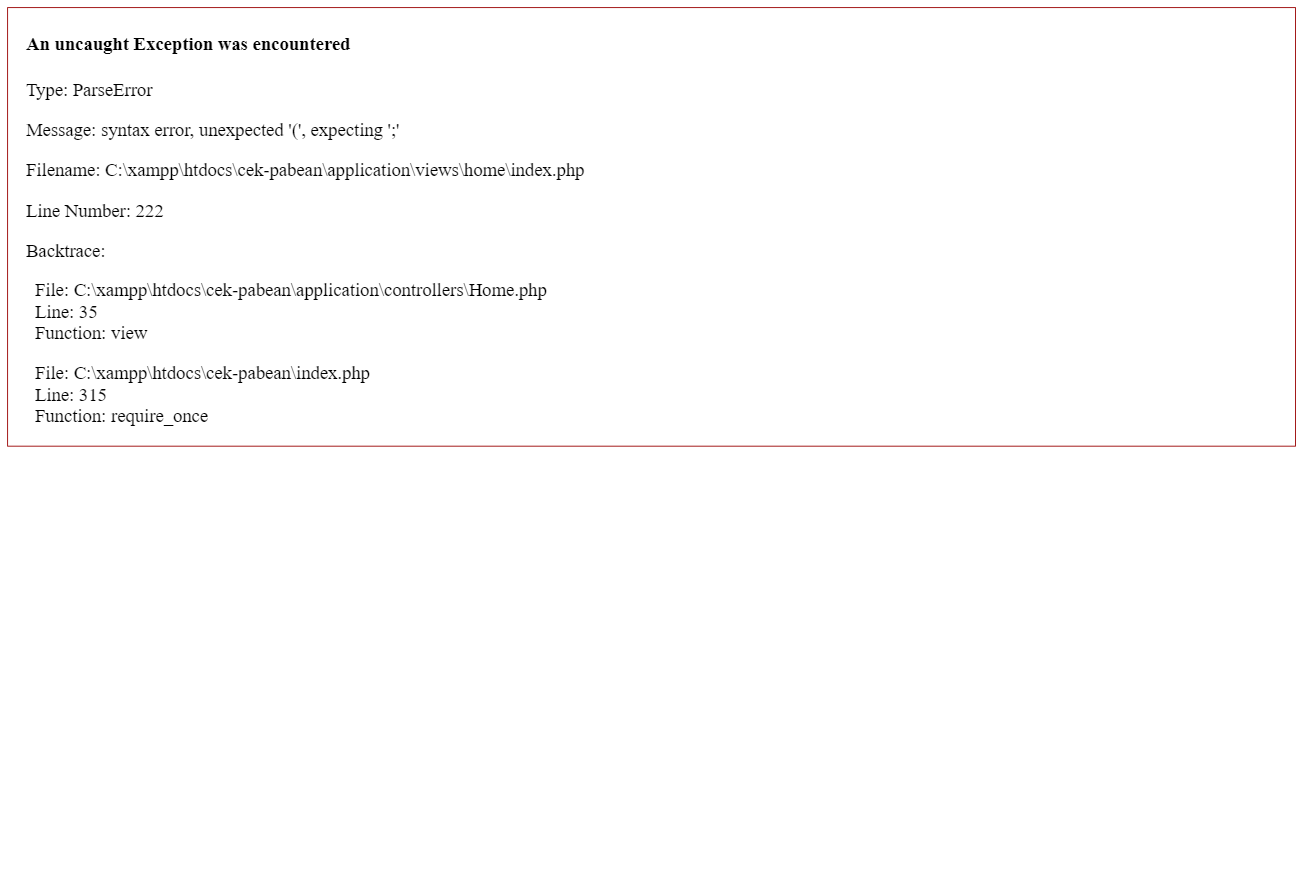 An uncaught Exception was encountered
Type: ParseError
Message: syntax error, unexpected '(', expecting ';'
Filename: C:\xampp\htdocs\cek-pabean\application\views\home\index.php
Line Number: 222
Backtrace:
File: C:\xampp\htdocs\cek-pabean\application\controllers\Home.php
Line: 35
Function: view
File: C:\xampp\htdocs\cek-pabean\index.php
Line: 315
Function: require_once